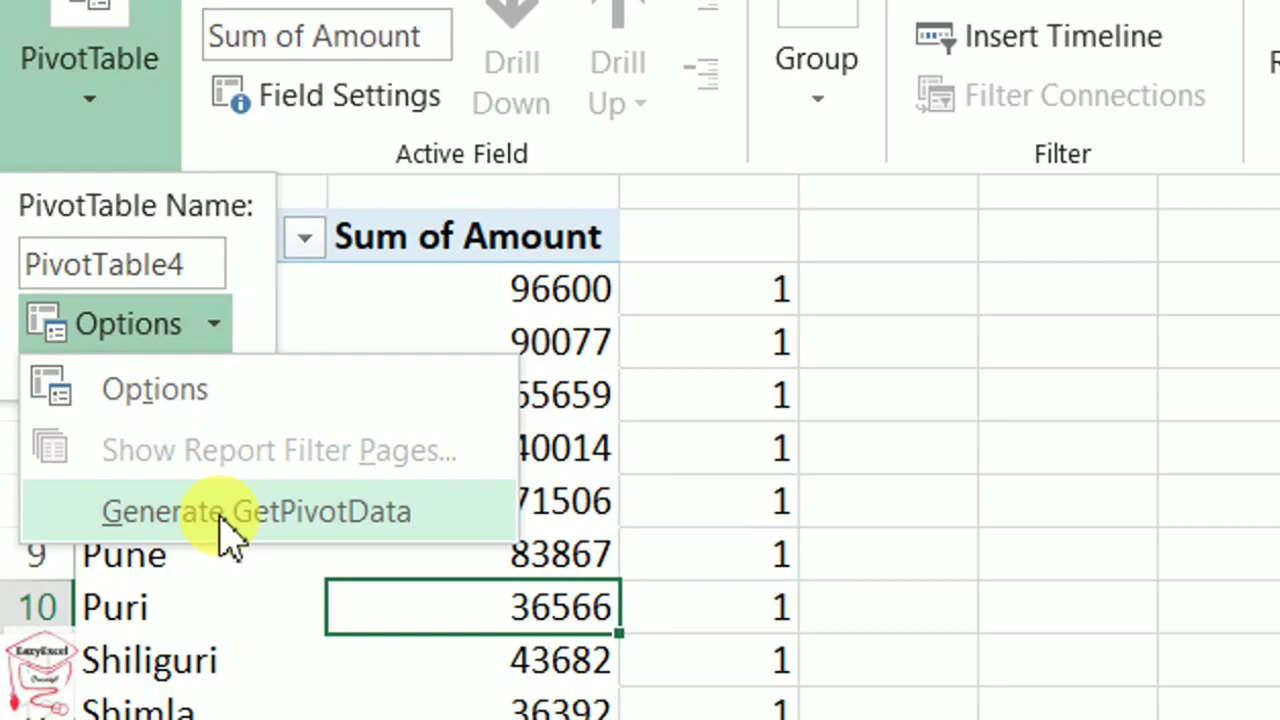 PivotTable
Sum of Amount
Field Settings
Drill Down
Drill Up
Active Field
Group
Insert Timeline
Filter Connections
Filter
PivotTable Name:
PivotTable4
Options
Options
Show Report Filter Pages...
Generate GetPivotData
Sum of Amount
96600 1
90077 1
65659 1
40014 1
71506 1
9 Pune 83867 1
10 Puri 36566 1
Shiliguri 43682 1
Shimla 36392 1
EazyExcel